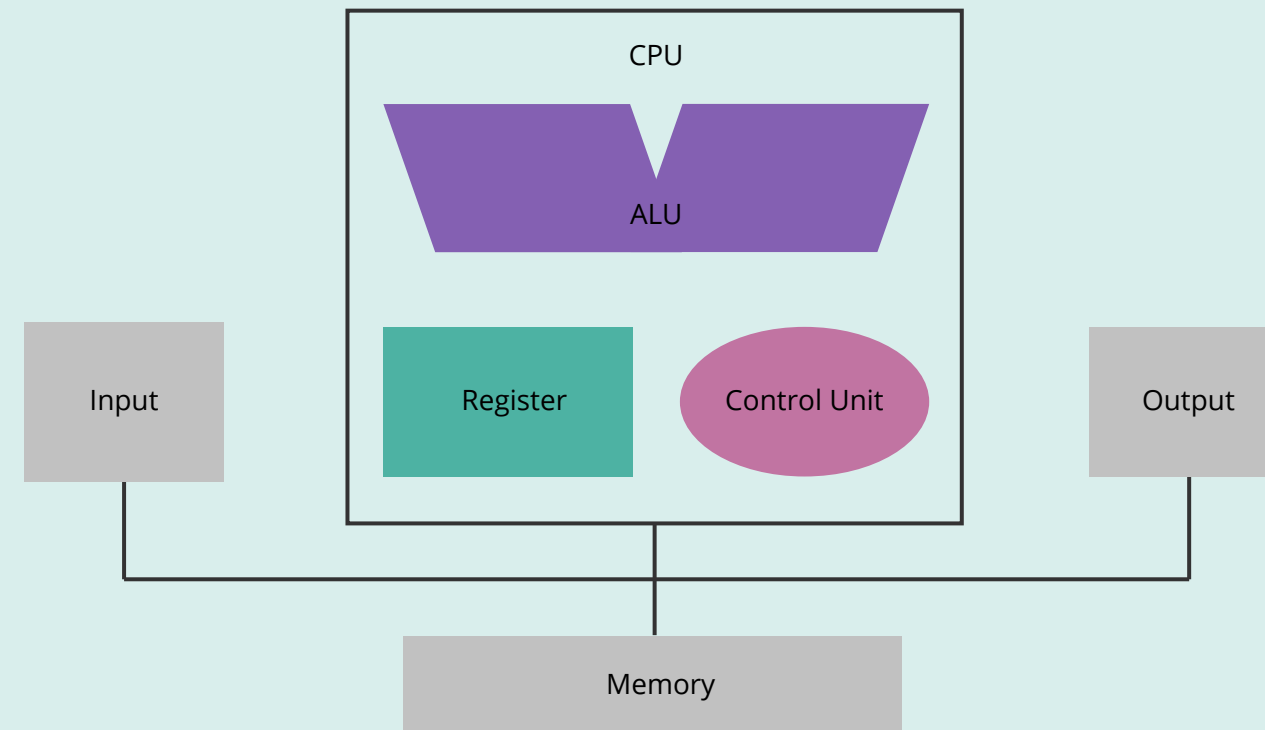 CPU
ALU
Input
Register
Control Unit
Output
Memory